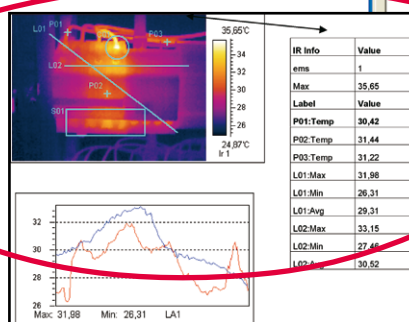 L01 P01 P03
L02
P02
S01
35,65°C
34
32
30
28
26
24,87°C
Ir 1
IR Info Value
ems 1
Max 35,65
Label Value
P01:Temp 30,42
P02:Temp 31,44
P03:Temp 31,22
L01:Max 31,98
L01:Min 26,31
L01:Avg 29,31
L02:Max 33,15
L02:Min 27,46
L02:Avg 30,52
32
30
28
26
Max: 31,98 Min: 26,31 LA1